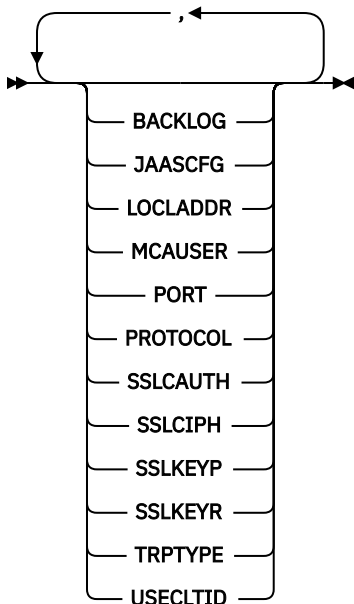 ,
BACKLOG
JAASCFG
LOCLADDR
MCAUSER
PORT
PROTOCOL
SSLCAUTH
SSLCIPH
SSLKEYP
SSLKEYR
TRPTYPE
USECLTID